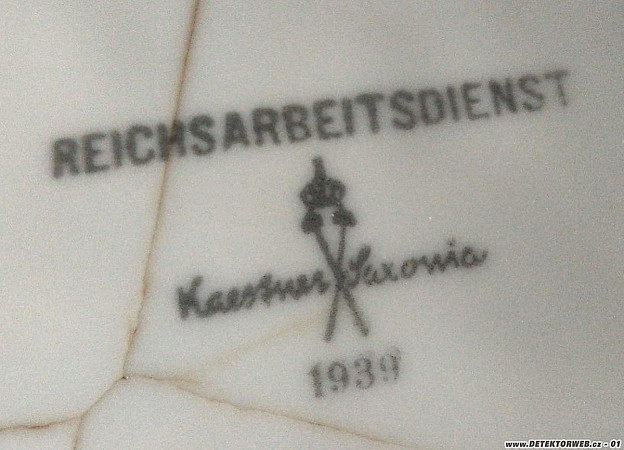 REICHSARBEITSDIENST
Kaestner Saxonia
1939
www.DETEKTORWEB.cz - 01